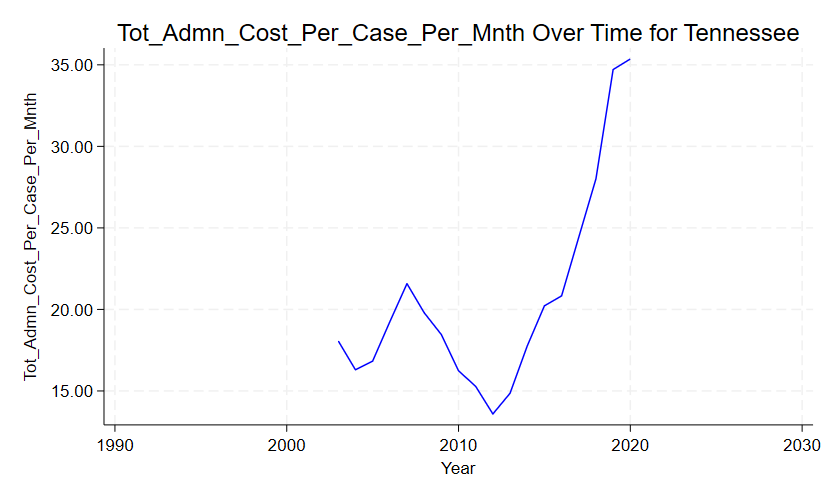 Tot_Admn_Cost_Per_Case_Per_Mnth Over Time for Tennessee
Tot_Admn_Cost_Per_Case_Per_Mnth
35.00
30.00
25.00
20.00
15.00
1990 2000 2010 2020 2030
Year